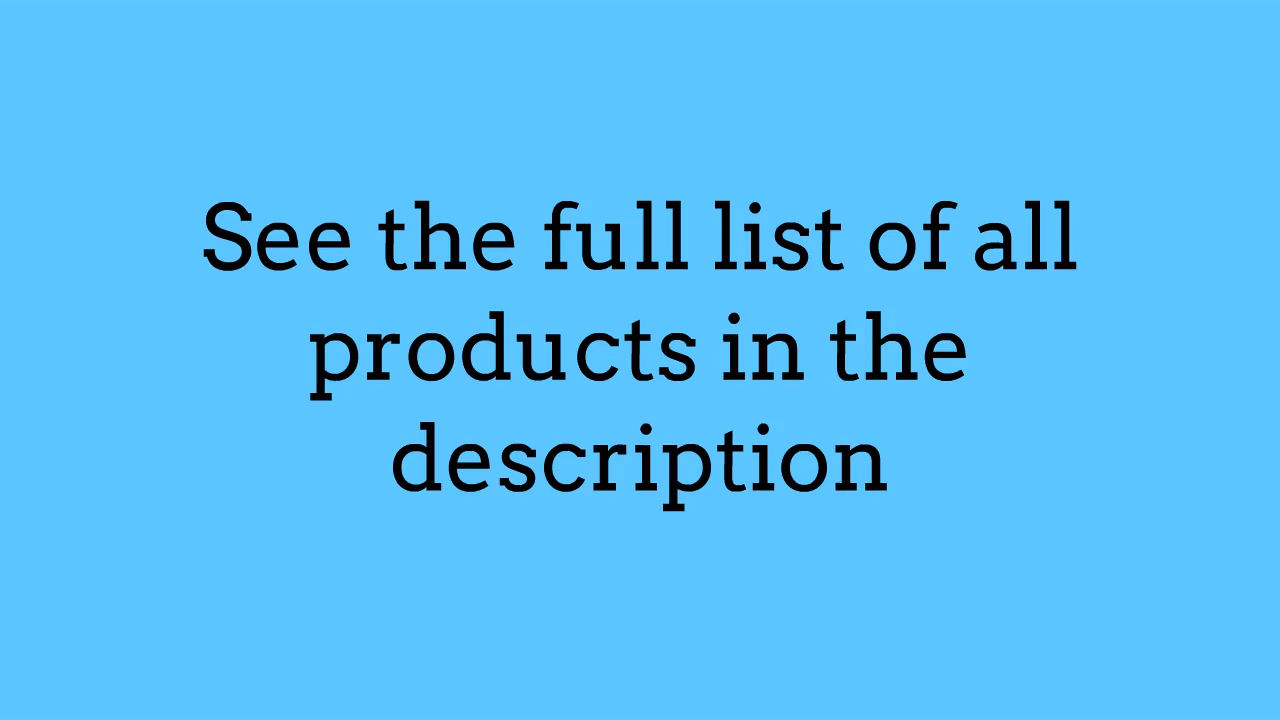 See the full list of all
products in the
description